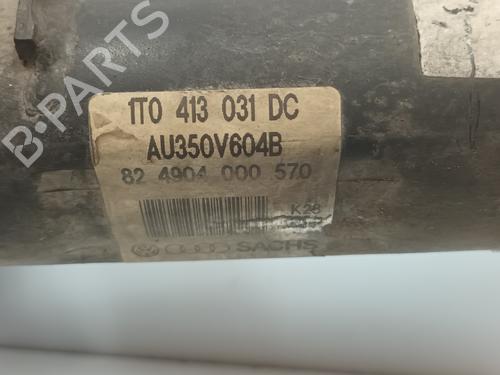 1T0 413 031 DC
AU350V604B
82 4904 000 570
K28
SACHS
B-PARTS